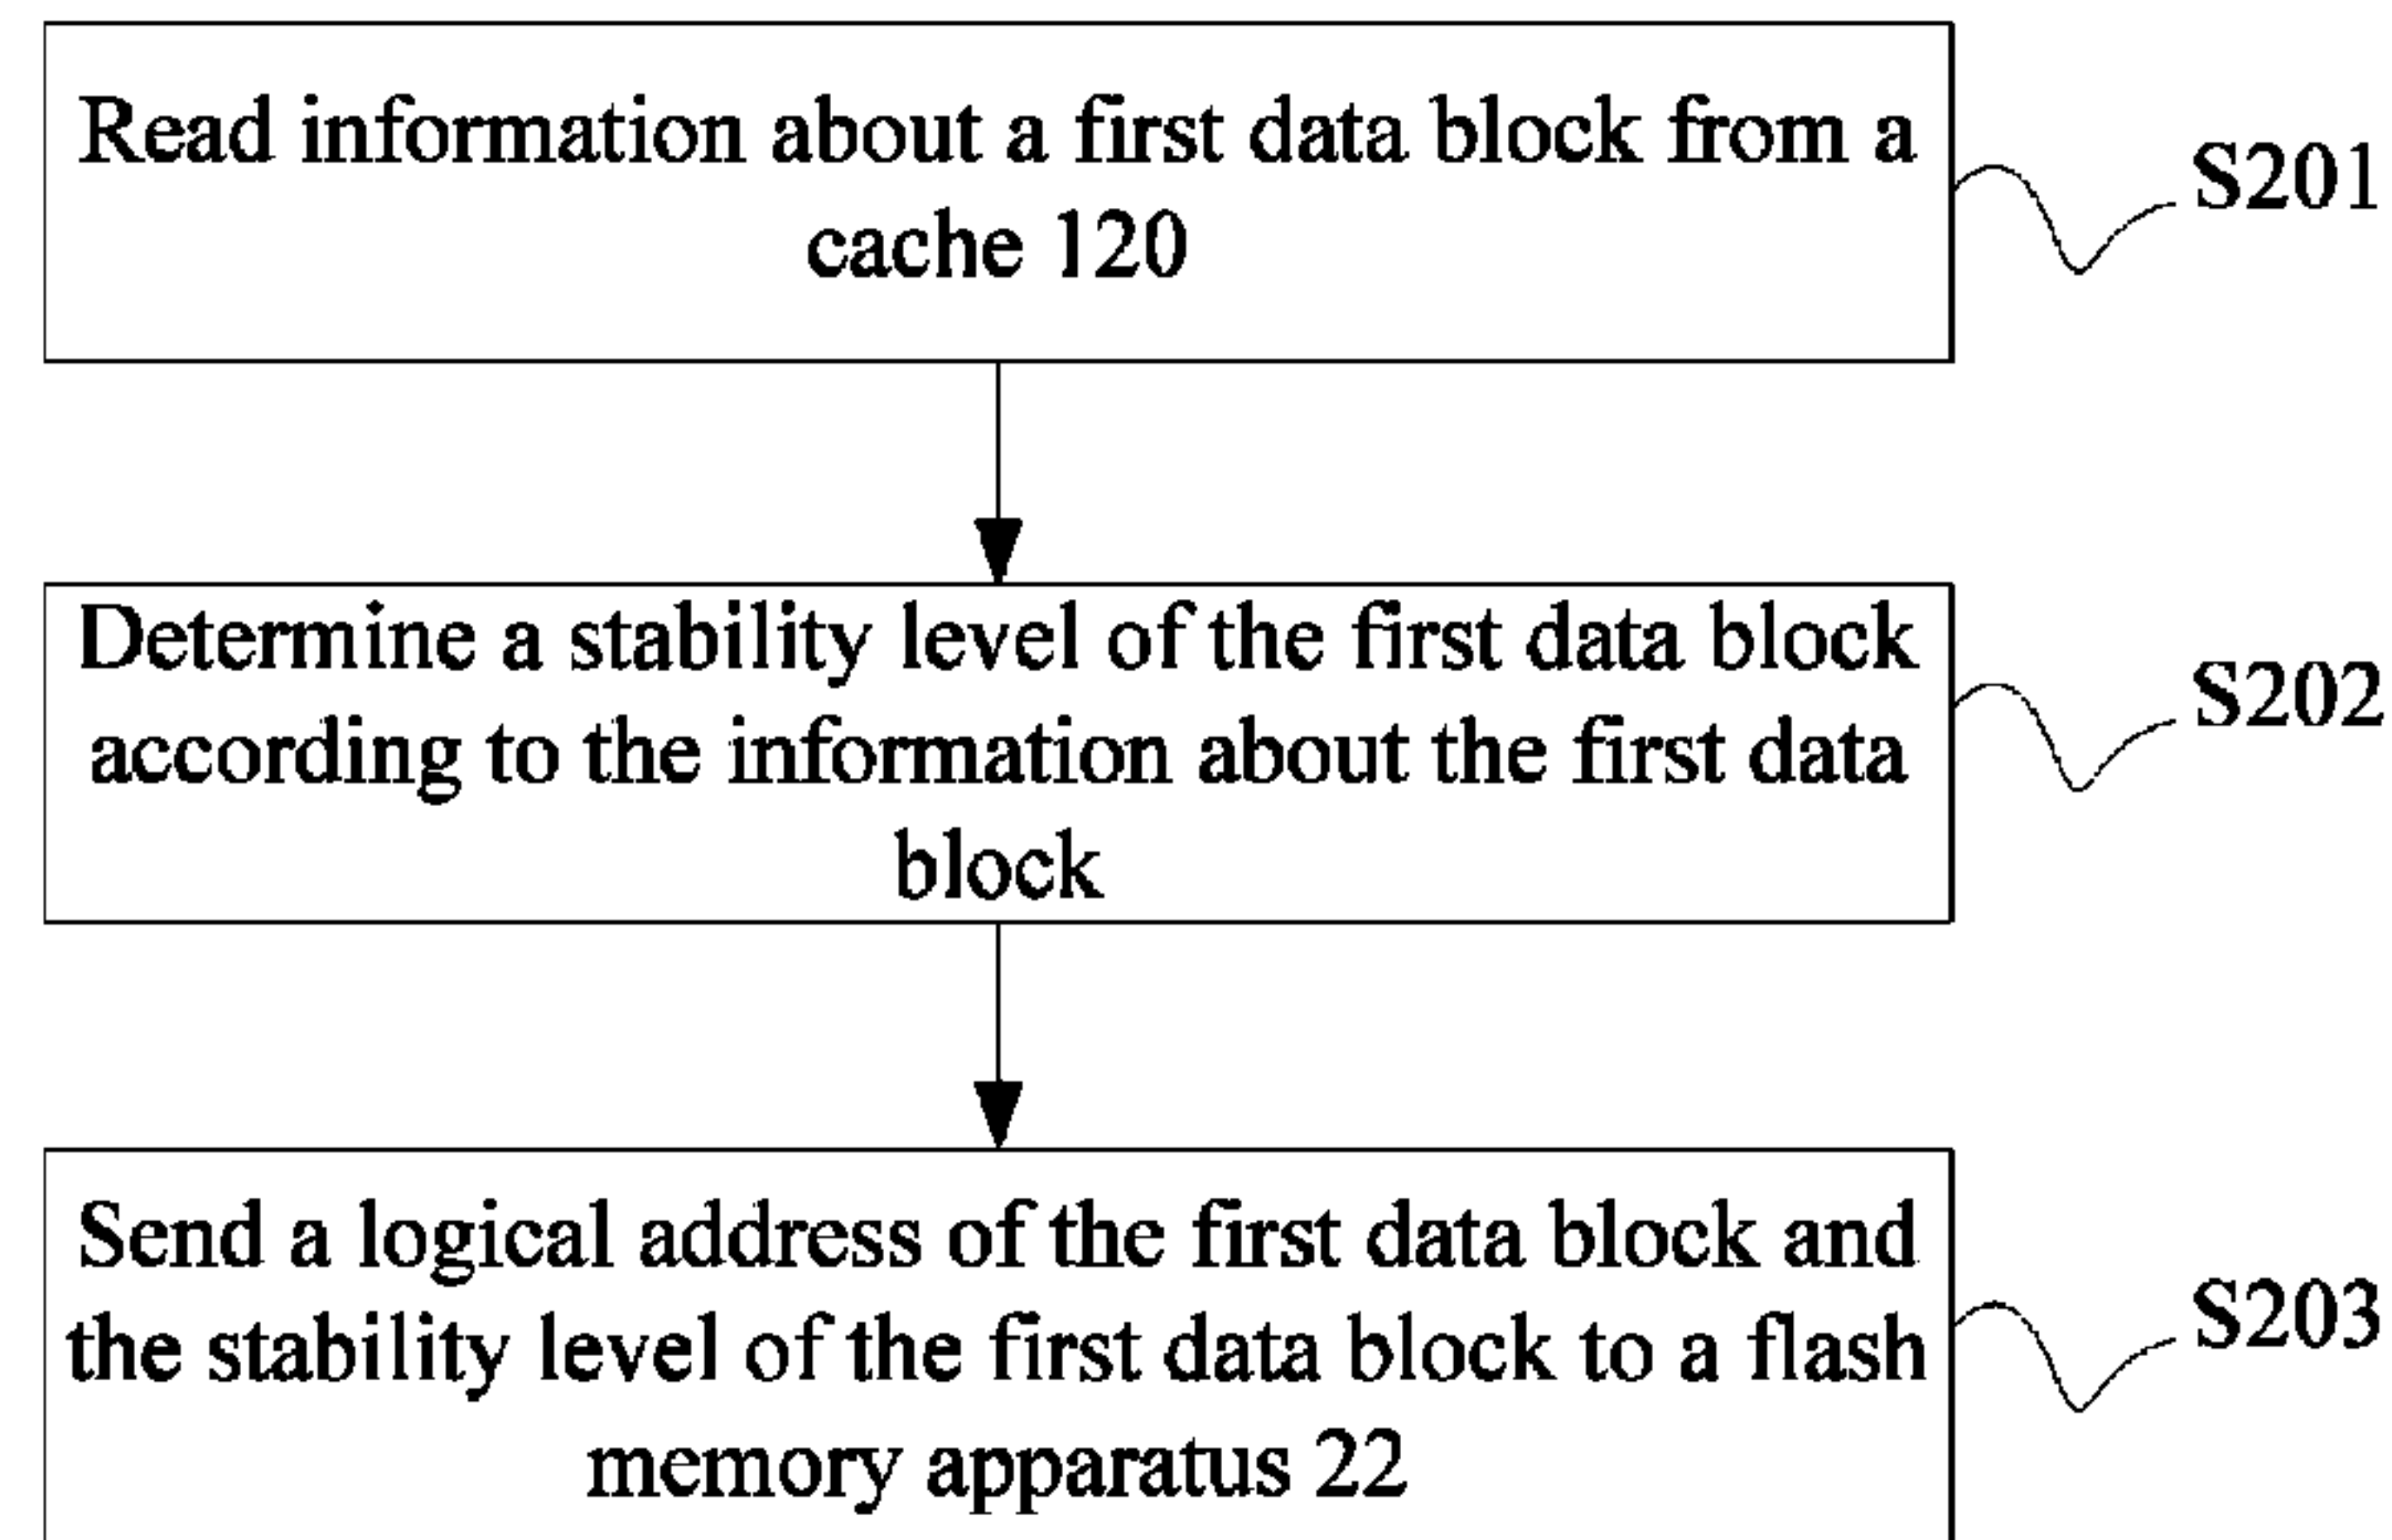 Read information about a first data block from a
cache 120
S201
Determine a stability level of the first data block
according to the information about the first data
block
S202
Send a logical address of the first data block and
the stability level of the first data block to a flash
memory apparatus 22
S203